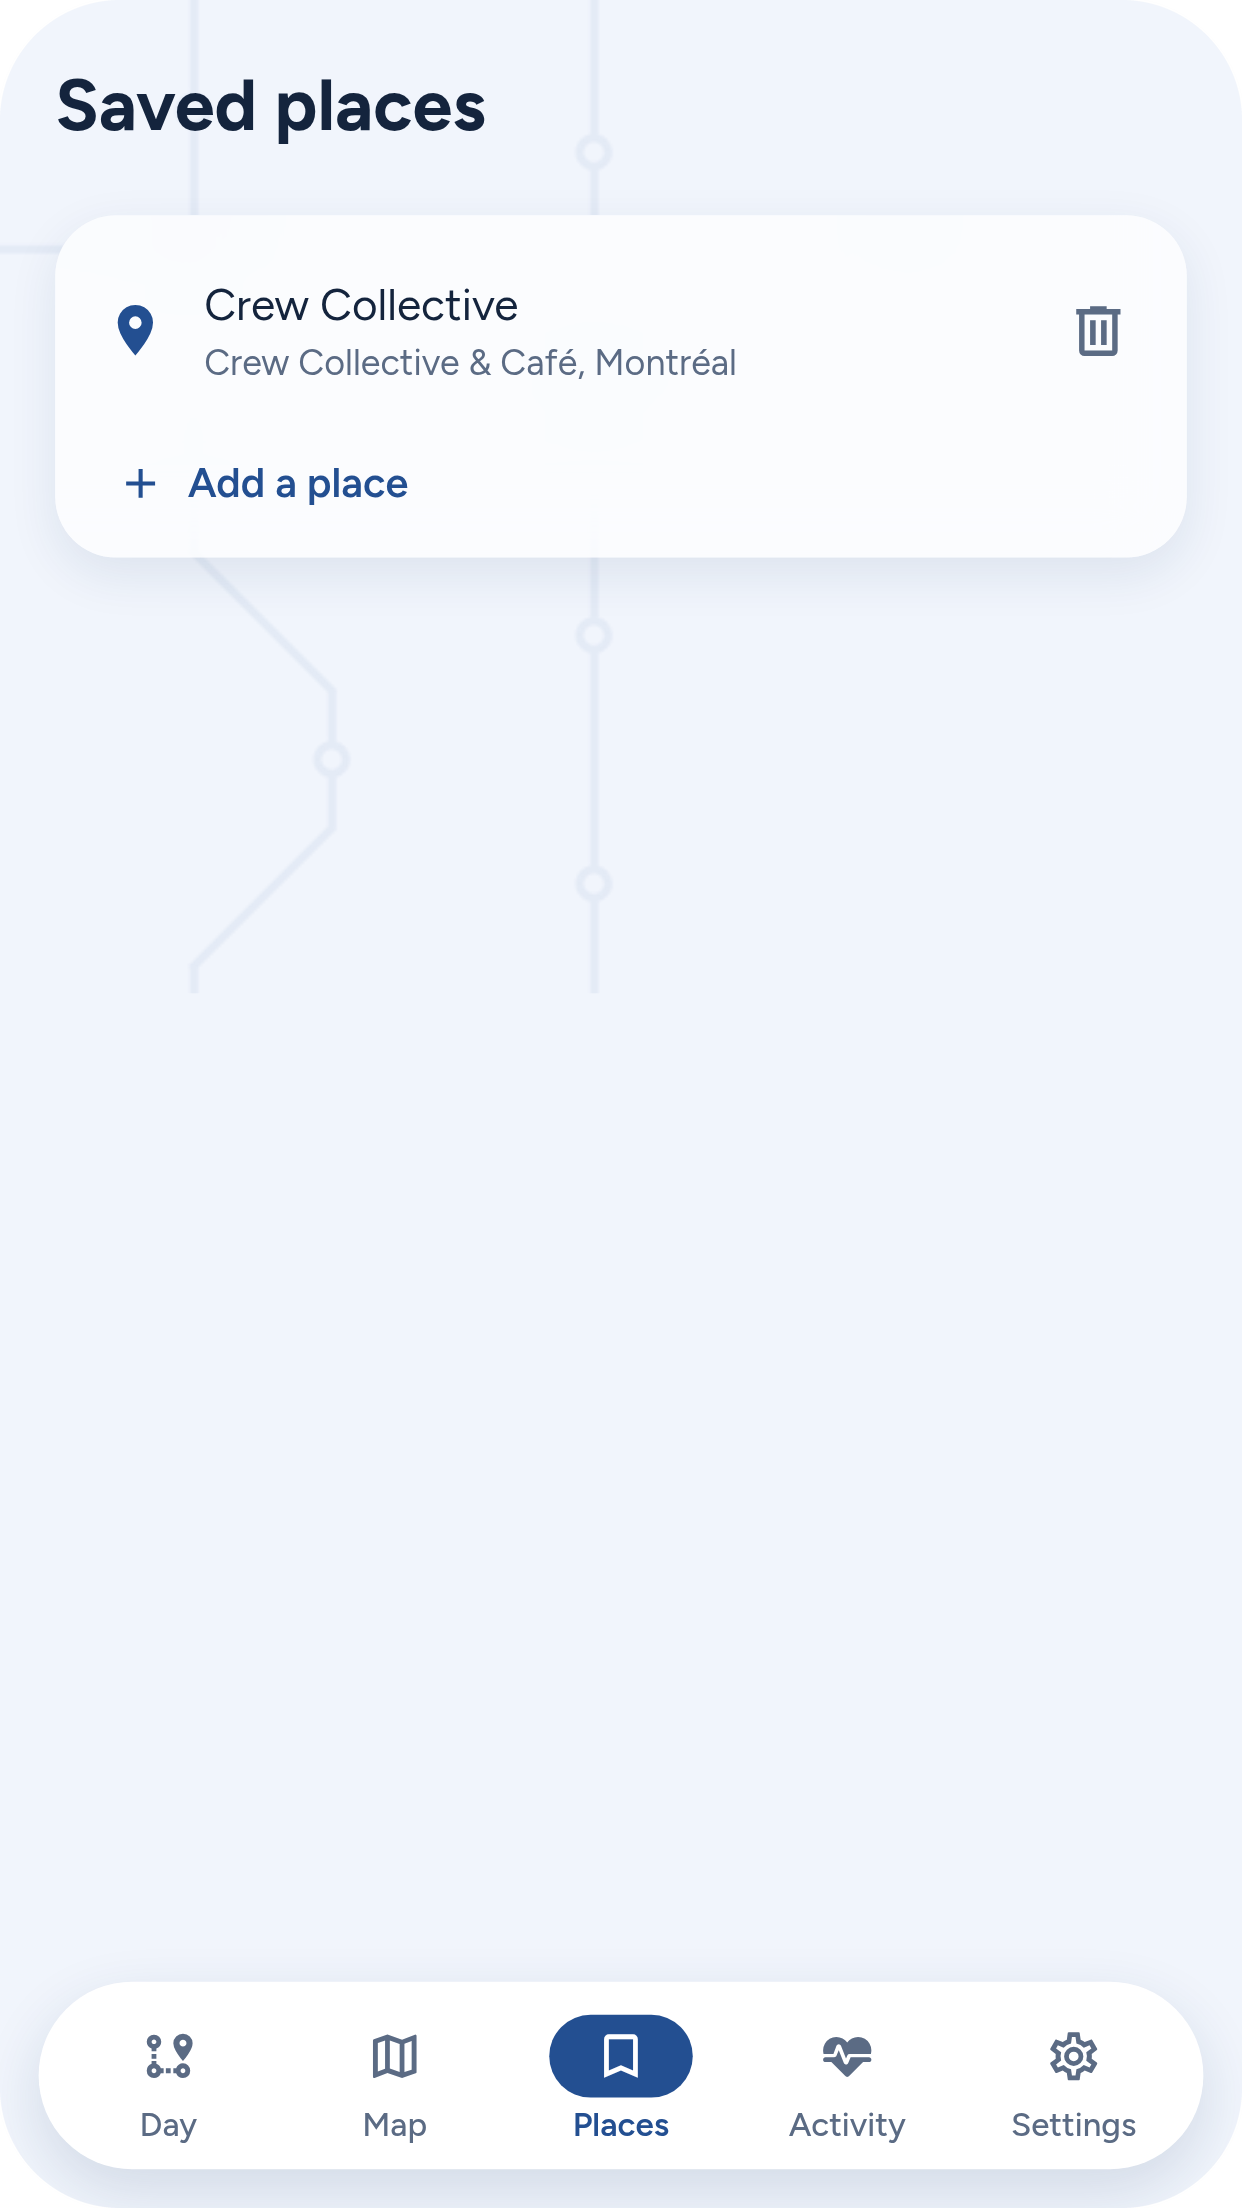 Saved places
Crew Collective
Crew Collective & Café, Montréal
Add a place
Day
Map
Places
Activity
Settings